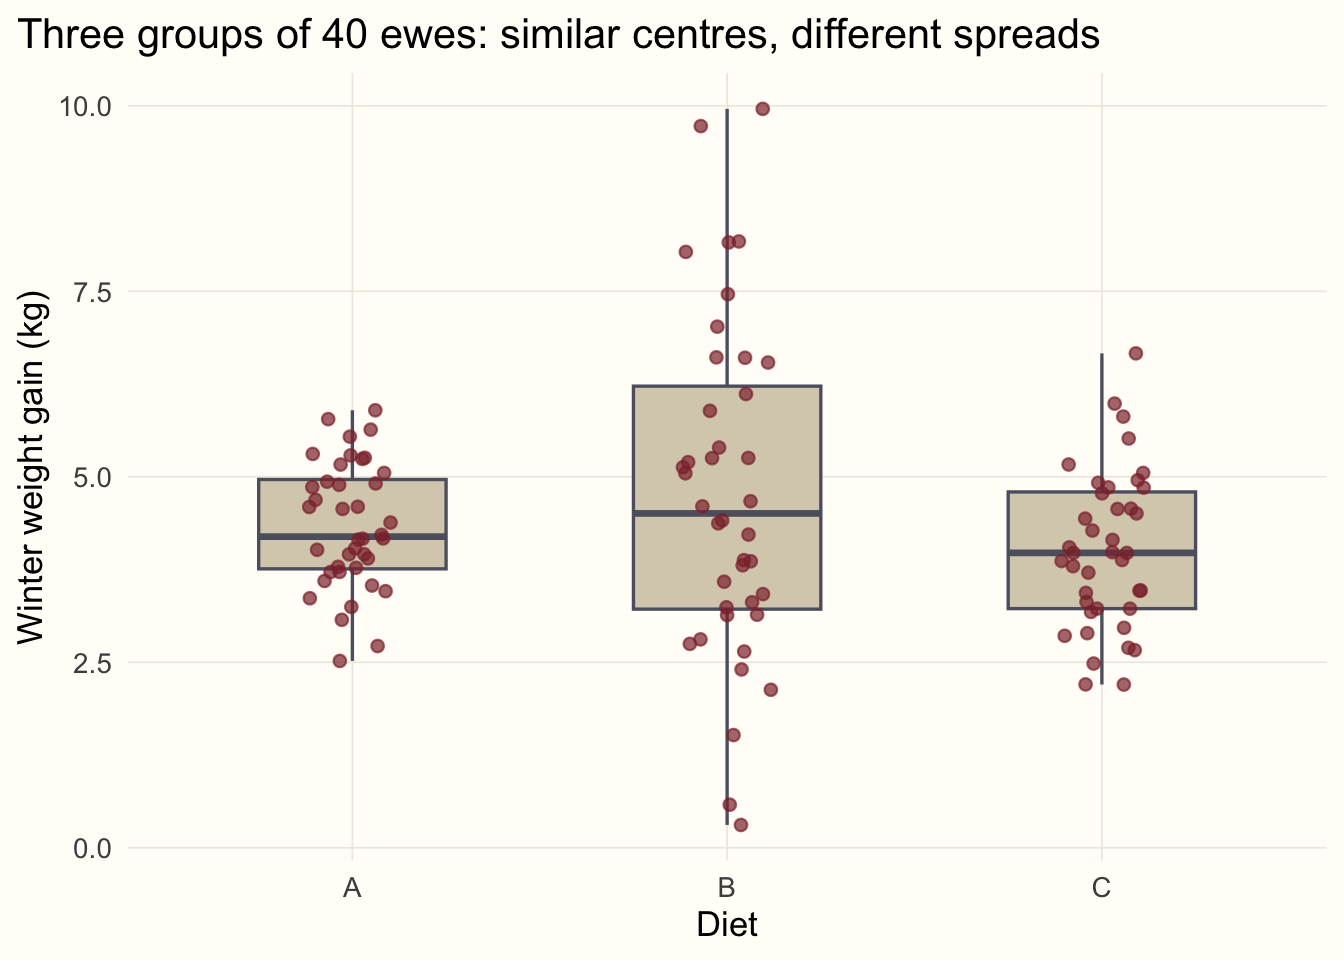 Three groups of 40 ewes: similar centres, different spreads
Winter weight gain (kg)
10.0
7.5
5.0
2.5
0.0
A B C
Diet